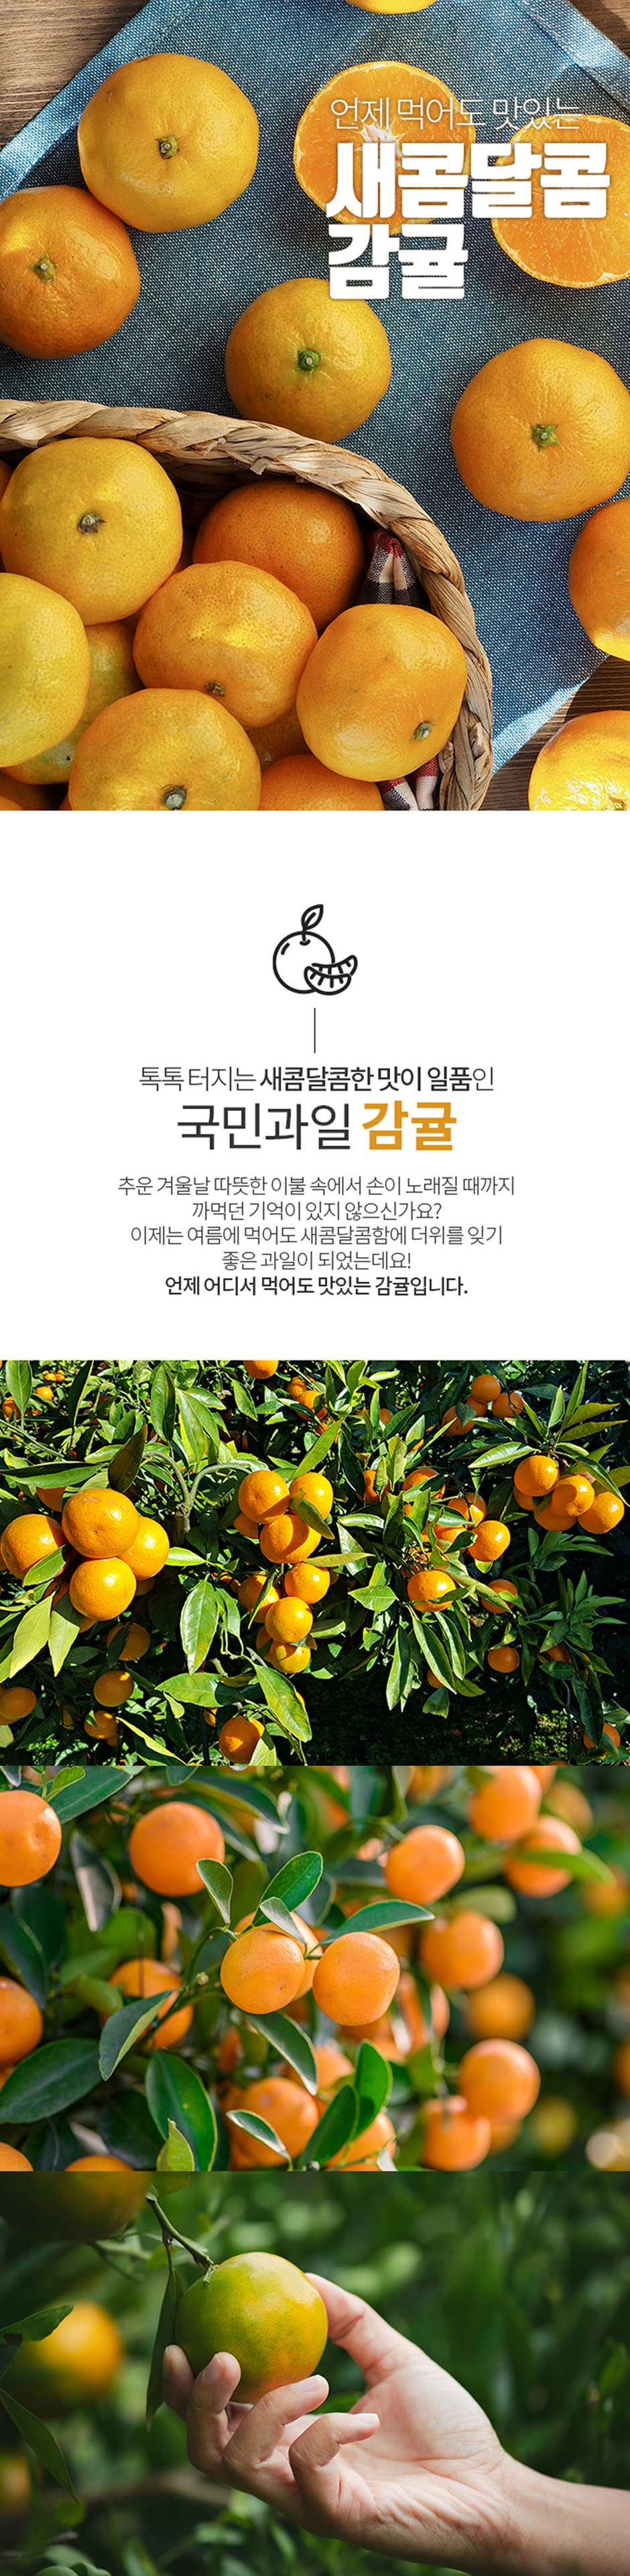 언제 먹어도 맛있는
새콤달콤
감귤
톡톡 터지는 새콤달콤한 맛이 일품인
국민과일 감귤
추운 겨울날 따뜻한 이불 속에서 손이 노래질 때까지
까먹던 기억이 있지 않으신가요?
이제는 여름에 먹어도 새콤달콤함에 더위를 잊기
좋은 과일이 되었는데요!
언제 어디서 먹어도 맛있는 감귤입니다.